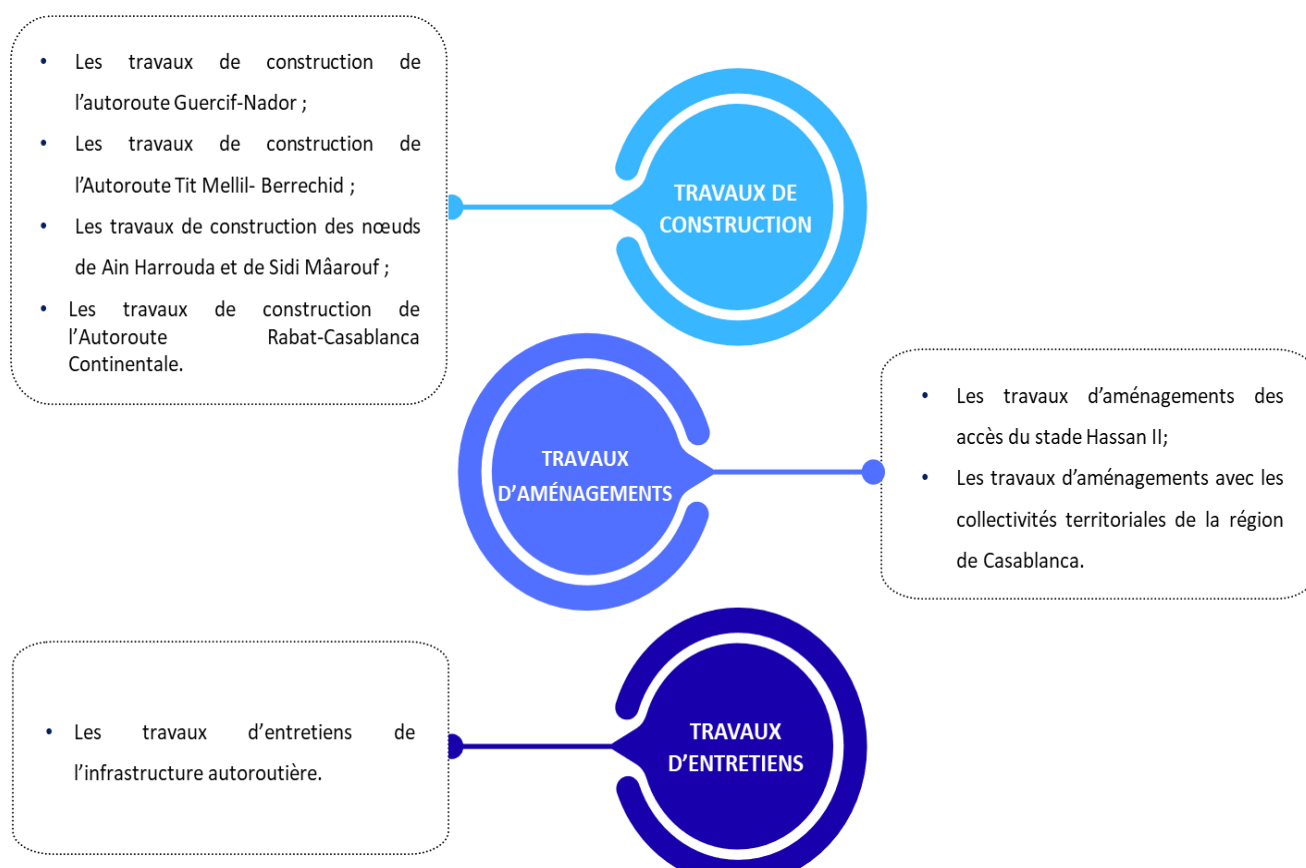 • Les travaux de construction de
l’autoroute Guercif-Nador ;
• Les travaux de construction de
l’Autoroute Tit Mellil- Berrechid ;
• Les travaux de construction des nœuds
de Ain Harrouda et de Sidi Mâarouf ;
• Les travaux de construction de
l’Autoroute Rabat-Casablanca
Continentale.
TRAVAUX DE
CONSTRUCTION
TRAVAUX
D’AMÉNAGEMENTS
• Les travaux d’aménagements des
accès du stade Hassan II;
• Les travaux d’aménagements avec les
collectivités territoriales de la région
de Casablanca.
• Les travaux d’entretiens de
l’infrastructure autoroutière.
TRAVAUX
D’ENTRETIENS